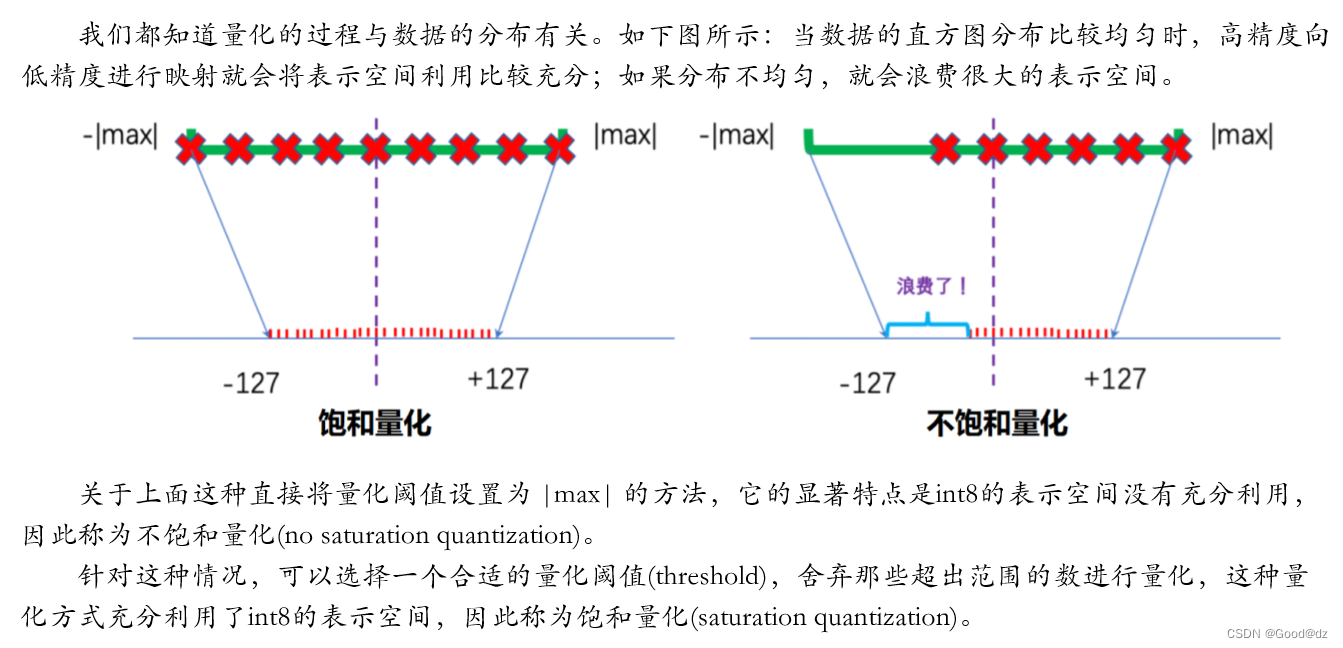 我们都知道量化的过程与数据的分布有关。如下图所示：当数据的直方图分布比较均匀时，高精度向
低精度进行映射就会将表示空间利用比较充分；如果分布不均匀，就会浪费很大的表示空间。
-|max| |max| -|max| |max|
浪费了！
-127 +127 -127 +127
饱和量化 不饱和量化
关于上面这种直接将量化阈值设置为 |max| 的方法，它的显著特点是int8的表示空间没有充分利用，
因此称为不饱和量化(no saturation quantization)。
针对这种情况，可以选择一个合适的量化阈值(threshold)，舍弃那些超出范围的数进行量化，这种量
化方式充分利用了int8的表示空间，因此称为饱和量化(saturation quantization)。
CSDN @Good@dz